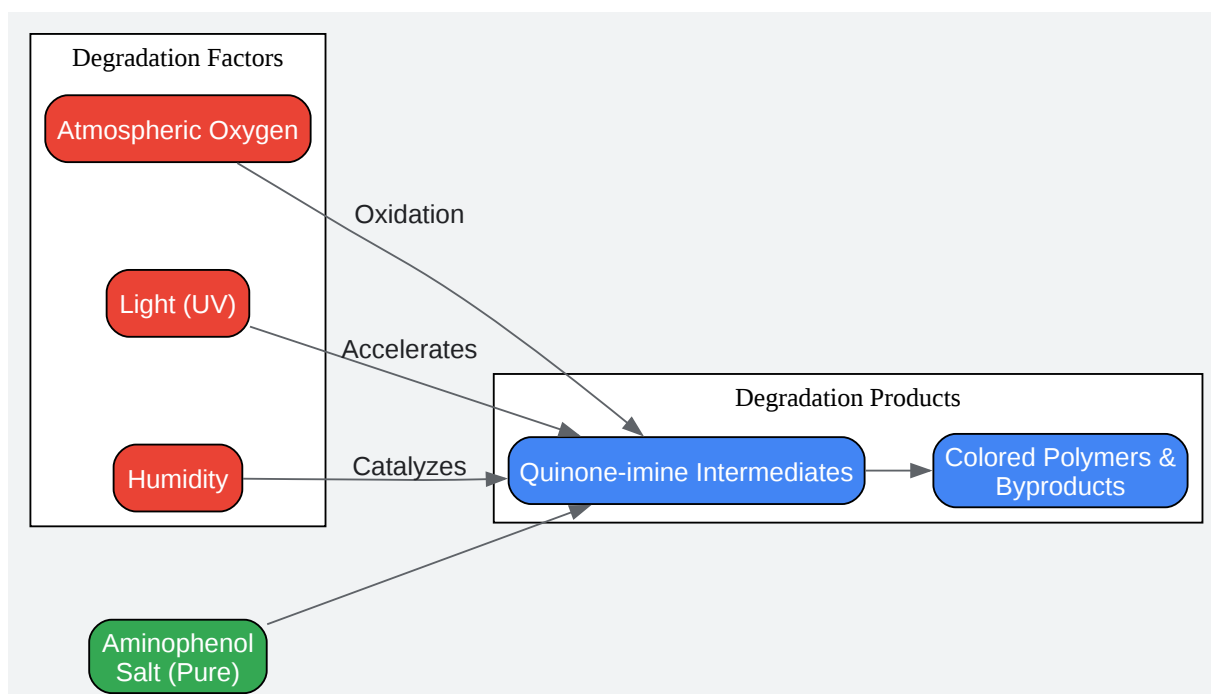 Degradation Factors
Atmospheric Oxygen
Oxidation
Light (UV)
Accelerates
Degradation Products
Humidity
Catalyzes
Quinone-imine Intermediates
Colored Polymers &
Byproducts
Aminophenol
Salt (Pure)